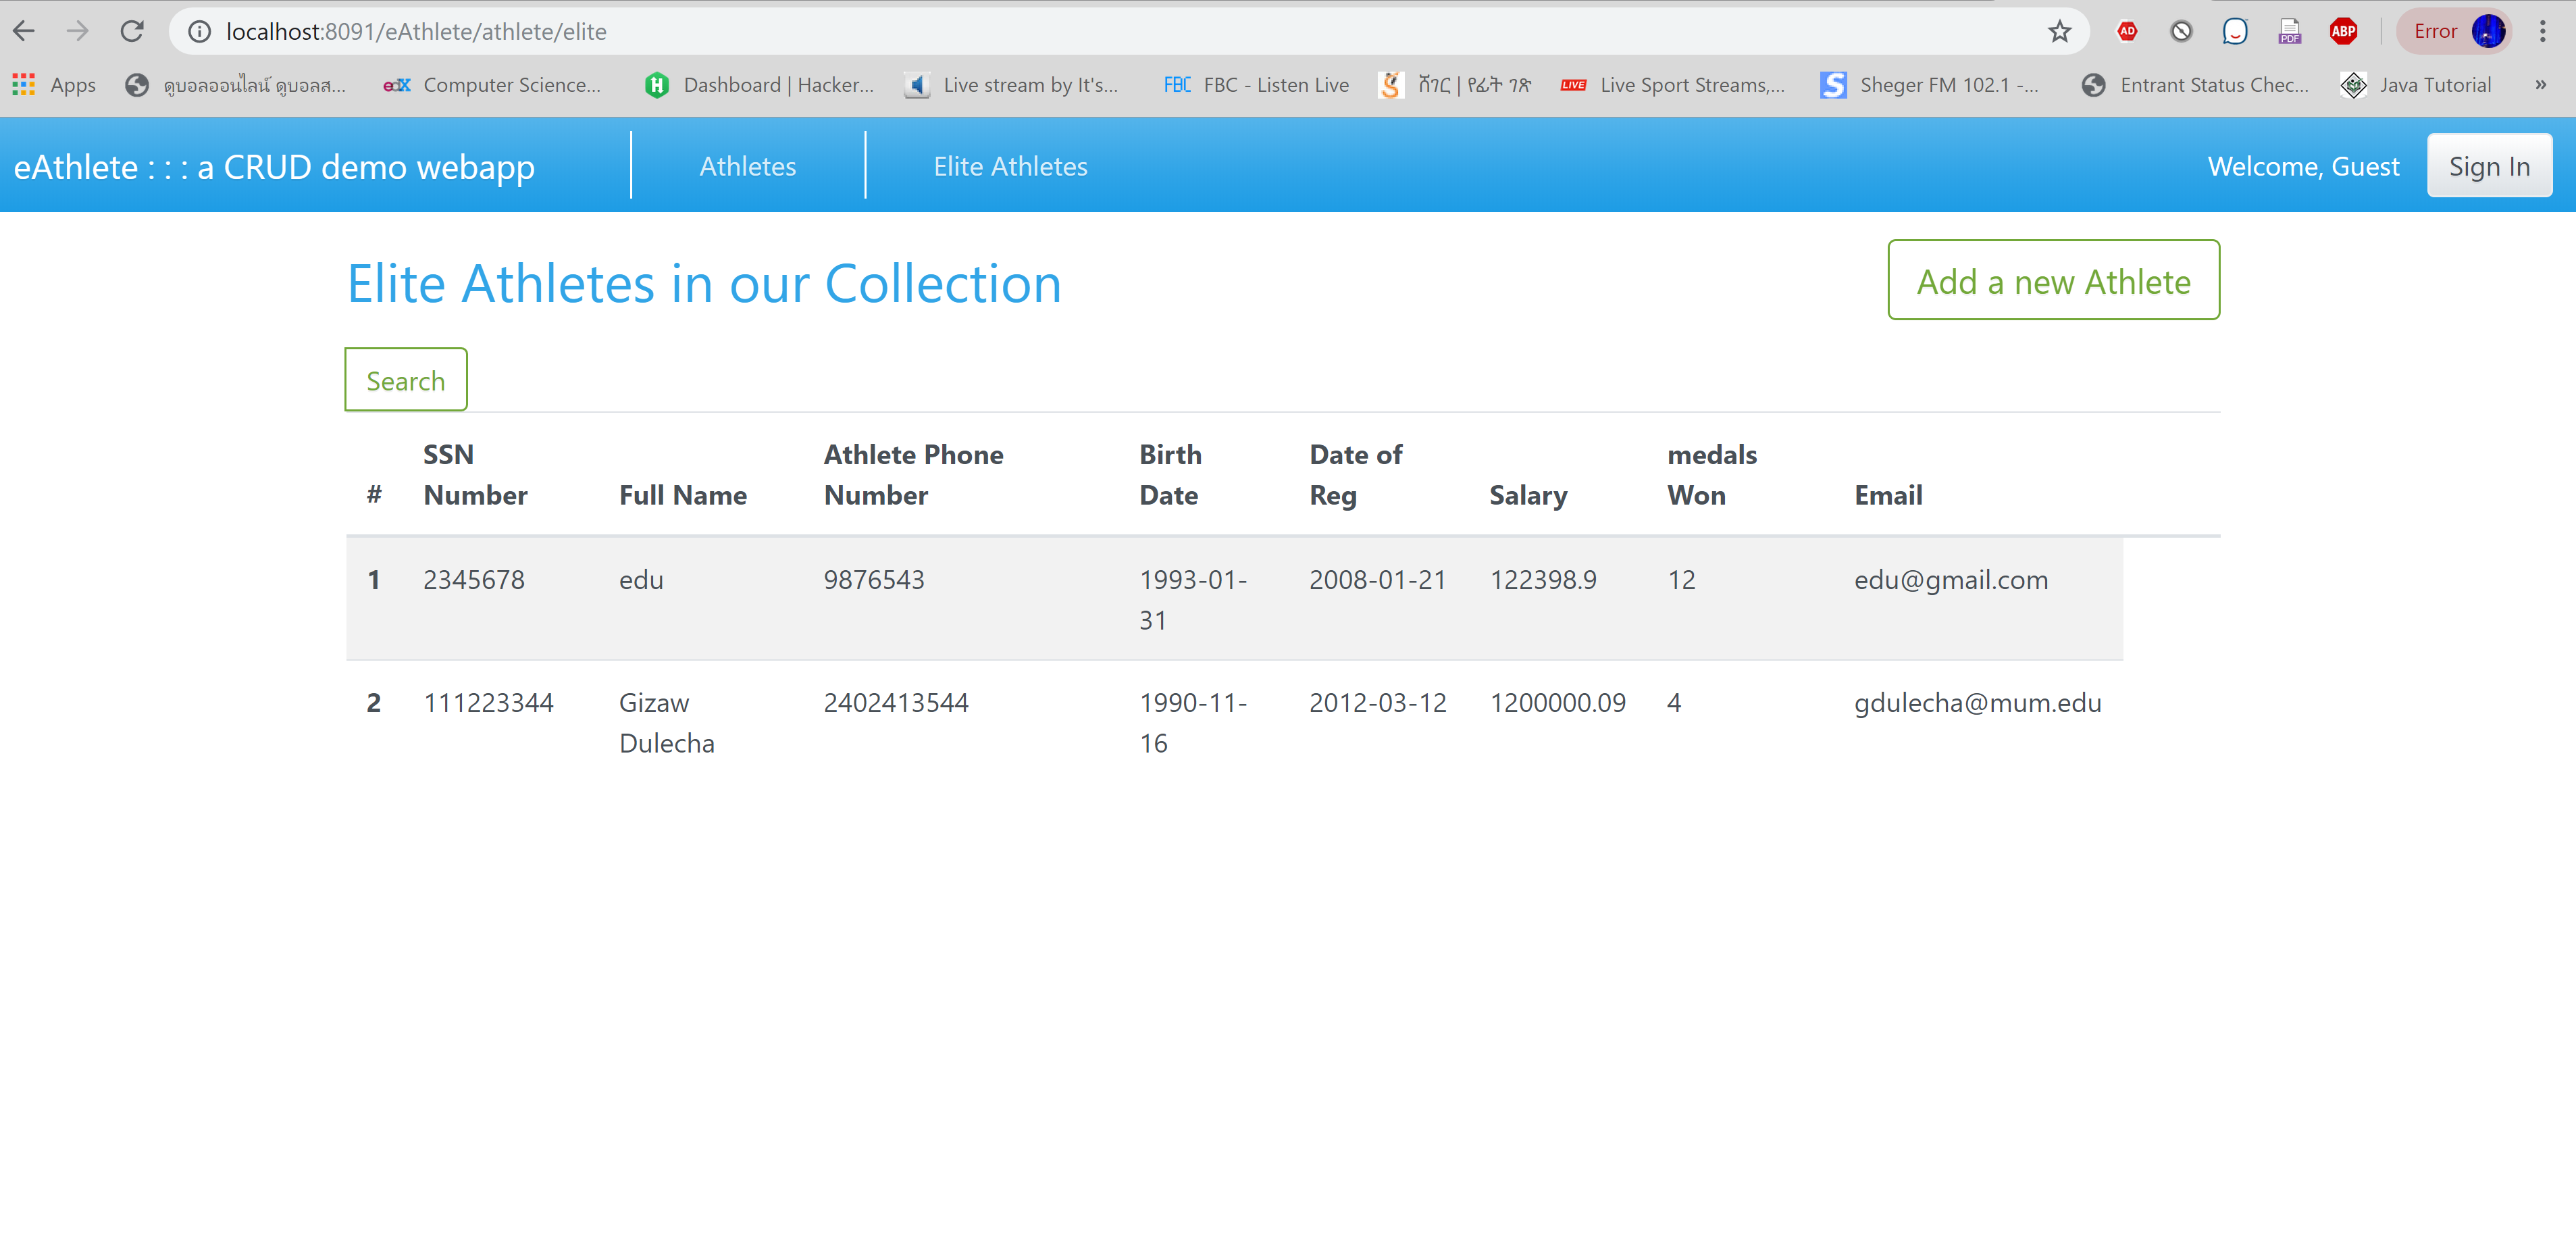 localhost:8091/eAthlete/athlete/elite
AD
PDF
ABP
Error
Apps
ดูบอลออนไลน์ ดูบอลส...
edX Computer Science...
H Dashboard | Hacker...
Live stream by It's...
FBC FBC - Listen Live
ሸገር | የፊት ገጽ
LIVE Live Sport Streams,...
S Sheger FM 102.1 -...
Entrant Status Chec...
Java Tutorial
»
eAthlete : : : a CRUD demo webapp
Athletes
Elite Athletes
Welcome, Guest
Sign In
Elite Athletes in our Collection
Add a new Athlete
Search
# SSN Number Full Name Athlete Phone Number Birth Date Date of Reg Salary medals Won Email
1 2345678 edu 9876543 1993-01-31 2008-01-21 122398.9 12 edu@gmail.com
2 111223344 Gizaw Dulecha 2402413544 1990-11-16 2012-03-12 1200000.09 4 gdulecha@mum.edu